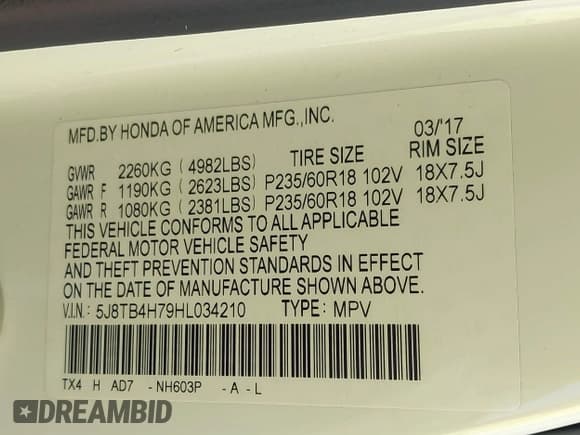 MFD.BY HONDA OF AMERICA MFG.,INC. 03/'17
GVWR 2260KG ( 4982LBS) TIRE SIZE RIM SIZE
GAWR F 1190KG ( 2623LBS) P235/60R18 102V 18X7.5J
GAWR R 1080KG ( 2381LBS) P235/60R18 102V 18X7.5J
THIS VEHICLE CONFORMS TO ALL APPLICABLE
FEDERAL MOTOR VEHICLE SAFETY
AND THEFT PREVENTION STANDARDS IN EFFECT
ON THE DATE OF MANUFACTURE SHOWN ABOVE.
V.I.N.: 5J8TB4H79HL034210 TYPE: MPV
TX4 H AD7 -NH603P -A-L
DREAMBID